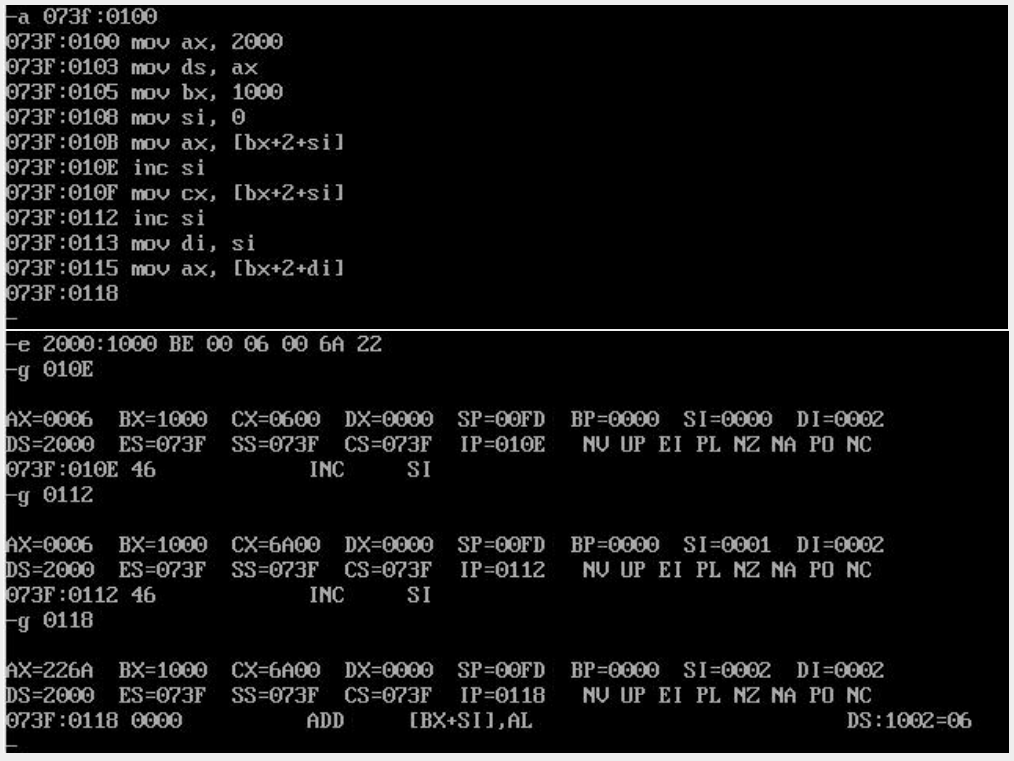 -a 073f:0100
073F:0100 mov ax, 2000
073F:0103 mov ds, ax
073F:0105 mov bx, 1000
073F:0108 mov si, 0
073F:010B mov ax, [bx+2+si]
073F:010E inc si
073F:010F mov cx, [bx+2+si]
073F:0112 inc si
073F:0113 mov di, si
073F:0115 mov ax, [bx+2+di]
073F:0118
-e 2000:1000 BE 00 06 00 6A 22
-g 010E
AX=0006 BX=1000 CX=0600 DX=0000 SP=00FD BP=0000 SI=0000 DI=0002
DS=2000 ES=073F SS=073F CS=073F IP=010E NV UP EI PL NZ NA PO NC
073F:010E 46 INC SI
-g 0112
AX=0006 BX=1000 CX=6A00 DX=0000 SP=00FD BP=0000 SI=0001 DI=0002
DS=2000 ES=073F SS=073F CS=073F IP=0112 NV UP EI PL NZ NA PO NC
073F:0112 46 INC SI
-g 0118
AX=226A BX=1000 CX=6A00 DX=0000 SP=00FD BP=0000 SI=0002 DI=0002
DS=2000 ES=073F SS=073F CS=073F IP=0118 NV UP EI PL NZ NA PO NC
073F:0118 0000 ADD [BX+SI],AL DS:1002=06